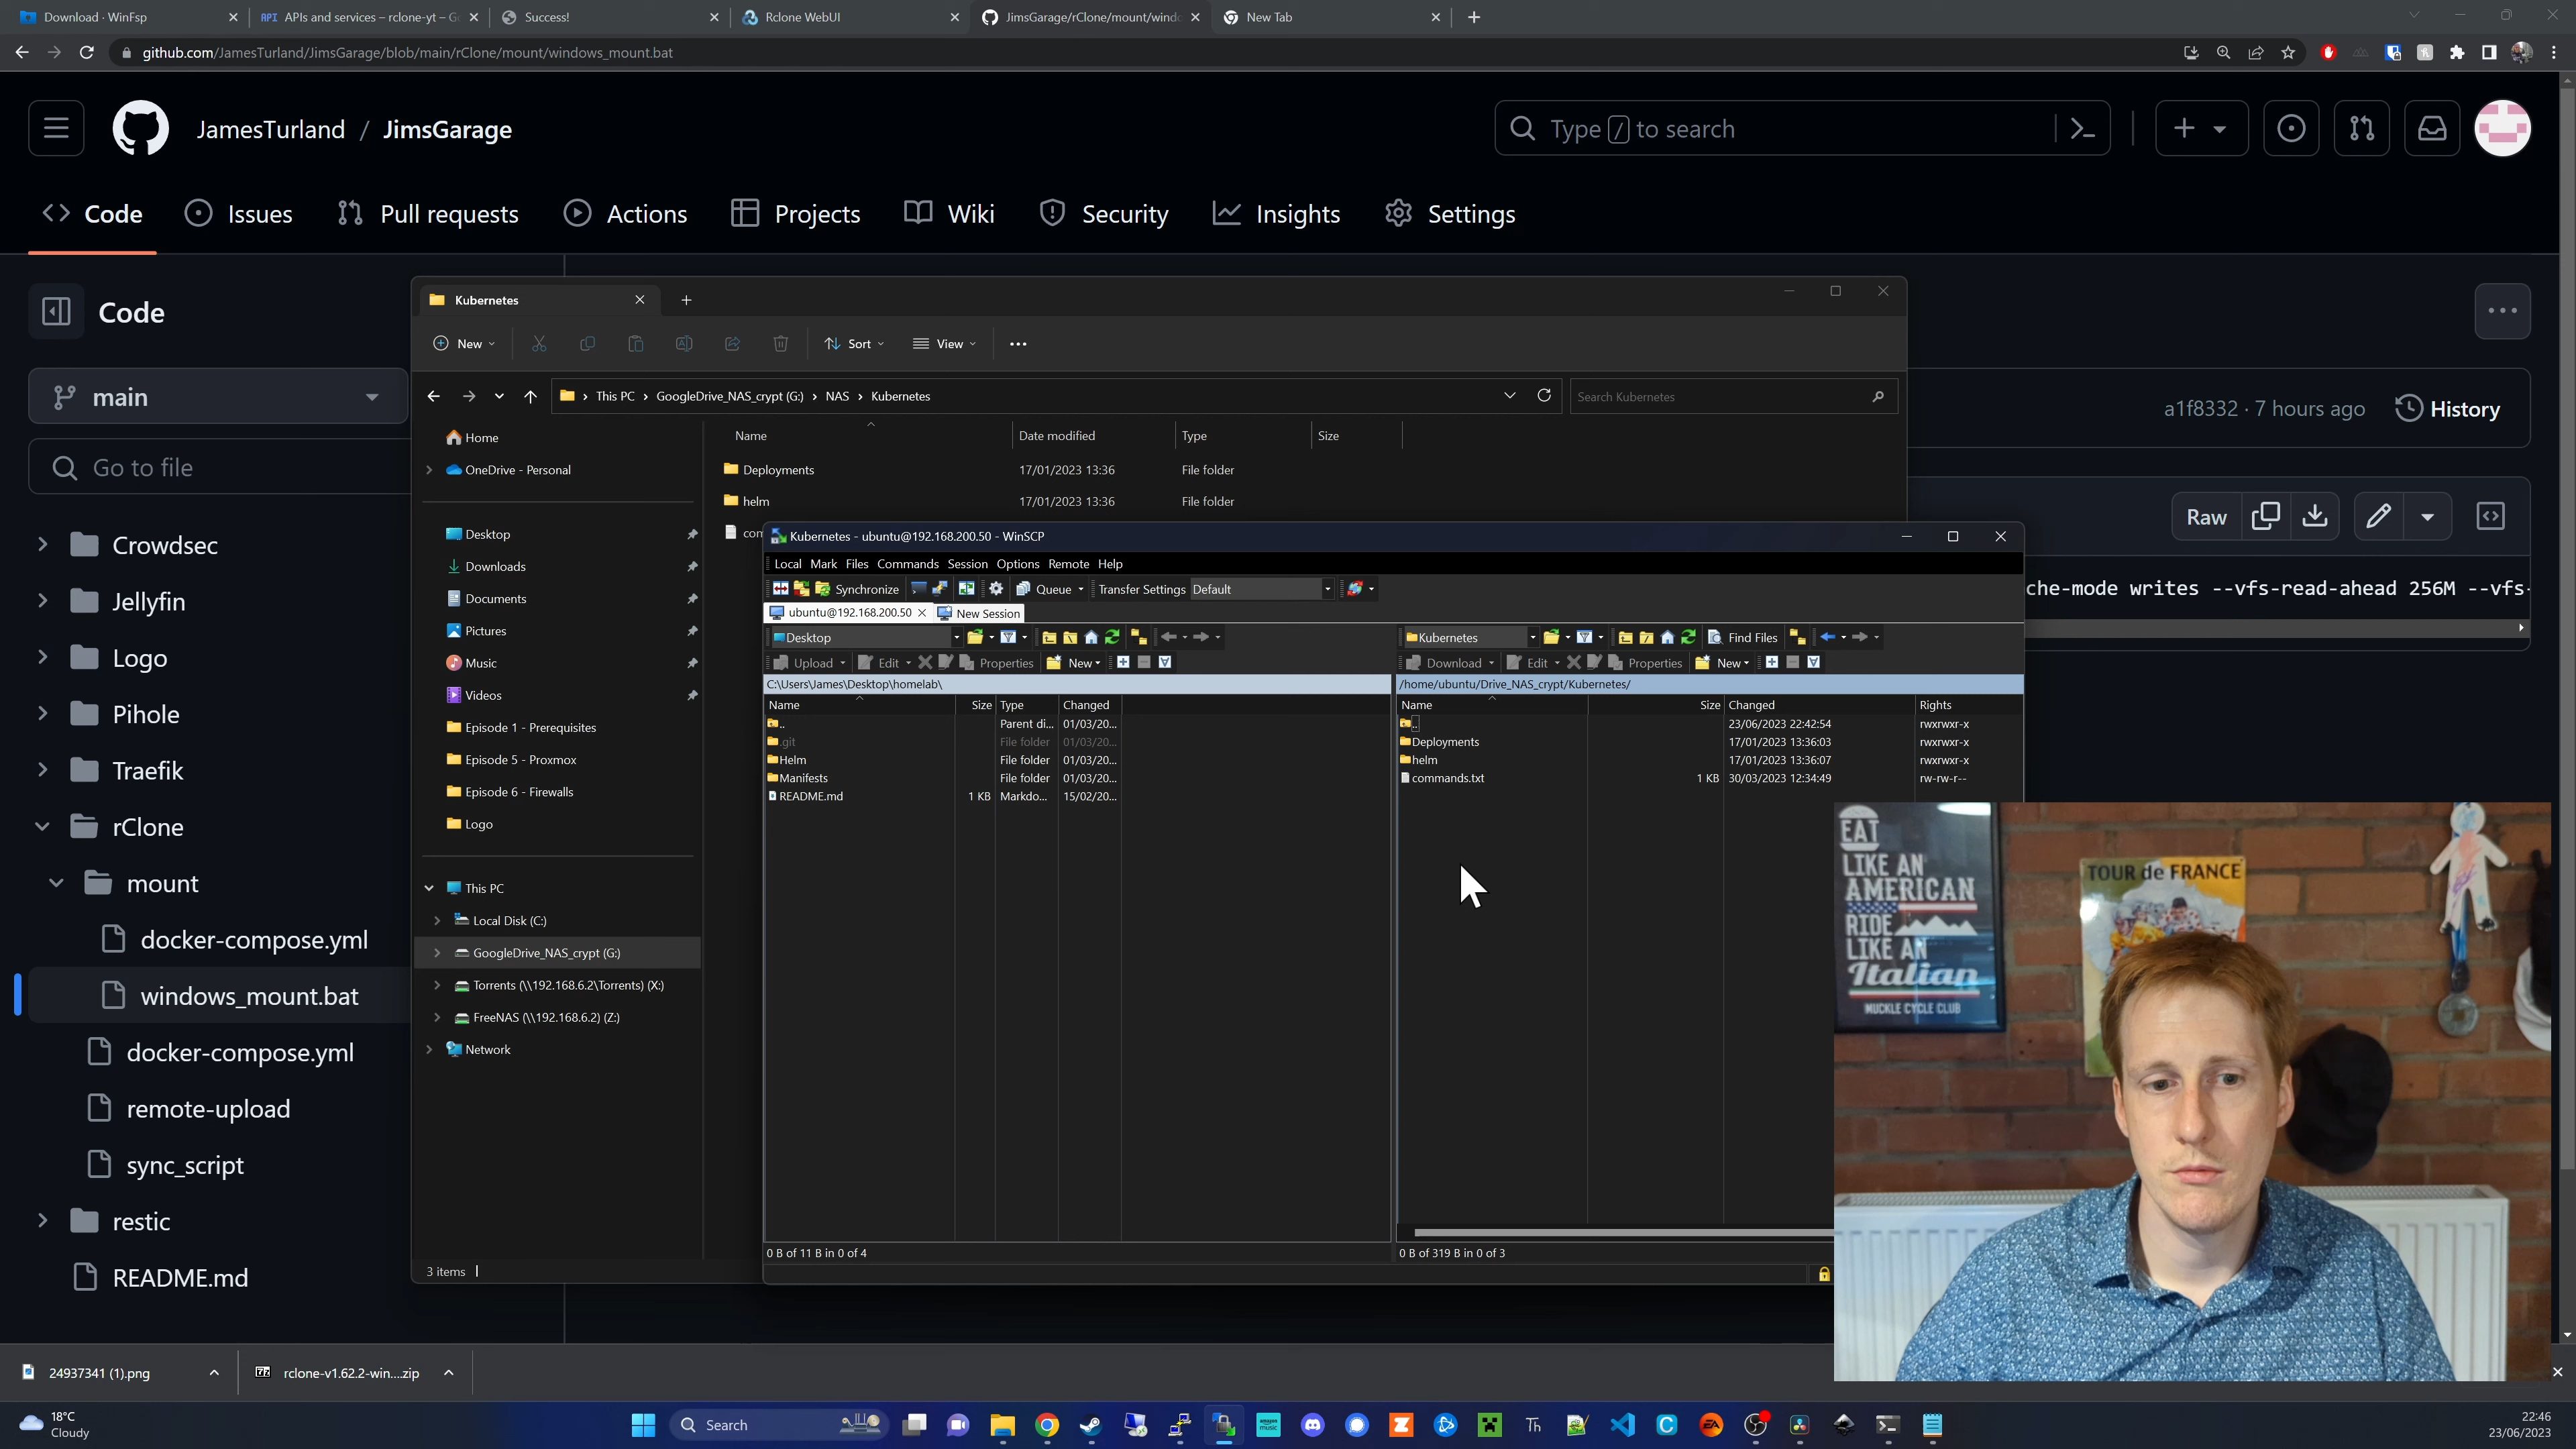 Download · WinFsp
API APIs and services – rclone-yt – G
Success!
Rclone WebUI
JimsGarage/rClone/mount/windo
New Tab
github.com/JamesTurland/JimsGarage/blob/main/rClone/mount/windows_mount.bat
JamesTurland / JimsGarage
Type / to search
Code
Issues
Pull requests
Actions
Projects
Wiki
Security
Insights
Settings
Code
main
Go to file
Crowdsec
Jellyfin
Logo
Pihole
Traefik
rClone
mount
docker-compose.yml
windows_mount.bat
docker-compose.yml
remote-upload
sync_script
restic
README.md
a1f8332 · 7 hours ago
History
Raw
che-mode writes --vfs-read-ahead 256M --vfs-
Kubernetes
New
Sort
View
This PC > GoogleDrive_NAS_crypt (G:) > NAS > Kubernetes
Search Kubernetes
Home
OneDrive - Personal
Desktop
Downloads
Documents
Pictures
Music
Videos
Episode 1 - Prerequisites
Episode 5 - Proxmox
Episode 6 - Firewalls
Logo
This PC
Local Disk (C:)
GoogleDrive_NAS_crypt (G:)
Torrents (\\192.168.6.2\Torrents) (X:)
FreeNAS (\\192.168.6.2) (Z:)
Network
Name Date modified Type Size
Deployments 17/01/2023 13:36 File folder
helm 17/01/2023 13:36 File folder
com
3 items
Kubernetes - ubuntu@192.168.200.50 - WinSCP
Local Mark Files Commands Session Options Remote Help
Synchronize Queue Transfer Settings Default
ubuntu@192.168.200.50 New Session
Desktop
Upload Edit Properties New
C:\Users\James\Desktop\homelab\
Name Size Type Changed
.. Parent di... 01/03/20...
.git File folder 01/03/20...
Helm File folder 01/03/20...
Manifests File folder 01/03/20...
README.md 1 KB Markdo... 15/02/20...
0 B of 11 B in 0 of 4
Kubernetes Find Files
Download Edit Properties New
/home/ubuntu/Drive_NAS_crypt/Kubernetes/
Name Size Changed Rights
.. 23/06/2023 22:42:54 rwxrwxr-x
Deployments 17/01/2023 13:36:03 rwxrwxr-x
helm 17/01/2023 13:36:07 rwxrwxr-x
commands.txt 1 KB 30/03/2023 12:34:49 rw-rw-r--
0 B of 319 B in 0 of 3
EAT
LIKE AN
AMERICAN
RIDE
LIKE AN
Italian
MUCKLE CYCLE CLUB
TOUR de FRANCE
24937341 (1).png
rclone-v1.62.2-win....zip
18°C
Cloudy
Search
22:46
23/06/2023